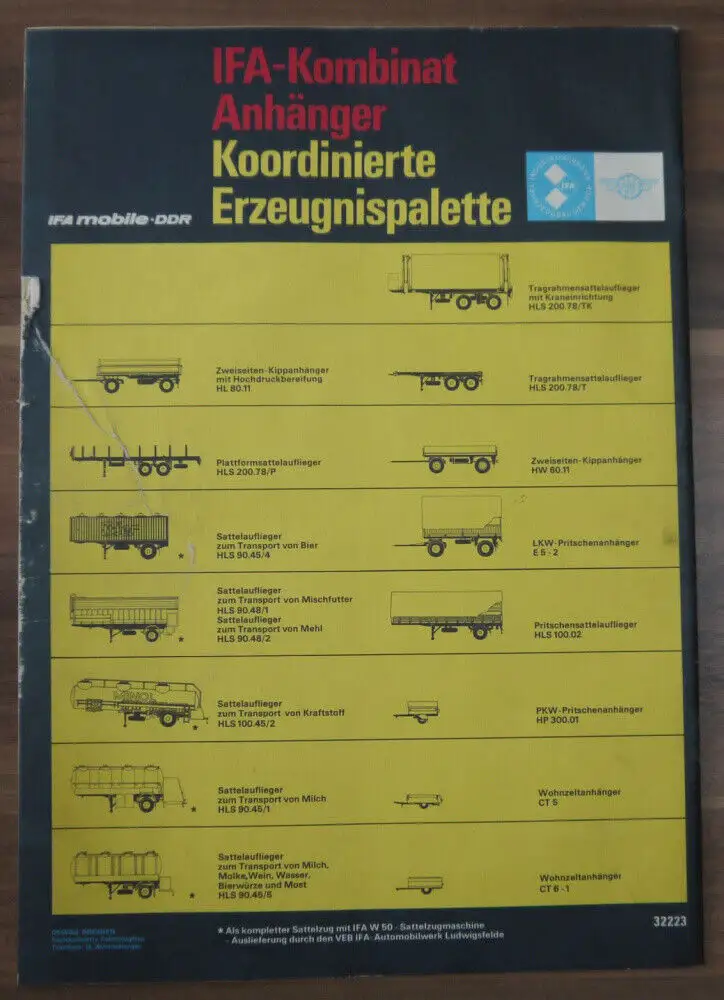 IFA-Kombinat
Anhänger
Koordinierte
Erzeugnispalette
IFA mobile·DDR
IFA
Tragrahmensattelauflieger
mit Kraneinrichtung
HLS 200.78/TK
Zweiseiten-Kippanhänger
mit Hochdruckbereifung
HL 80.11
Tragrahmensattelauflieger
HLS 200.78/T
Plattformsattelauflieger
HLS 200.78/P
Zweiseiten-Kippanhänger
HW 60.11
*
Sattelauflieger
zum Transport von Bier
HLS 90.45/4
LKW-Pritschenanhänger
E 5 - 2
*
Sattelauflieger
zum Transport von Mischfutter
HLS 90.48/1
Sattelauflieger
zum Transport von Mehl
HLS 90.48/2
Pritschensattelauflieger
HLS 100.02
MINOL
*
Sattelauflieger
zum Transport von Kraftstoff
HLS 100.45/2
PKW-Pritschenanhänger
HP 300.01
*
Sattelauflieger
zum Transport von Milch
HLS 90.45/1
Wohnzeltanhänger
CT 5
*
Sattelauflieger
zum Transport von Milch,
Molke,Wein, Wasser,
Bierwürze und Most
HLS 90.45/5
Wohnzeltanhänger
CT 6 - 1
* Als kompletter Sattelzug mit IFA W 50 - Sattelzugmaschine
- Auslieferung durch den VEB IFA-Automobilwerk Ludwigsfelde
32223